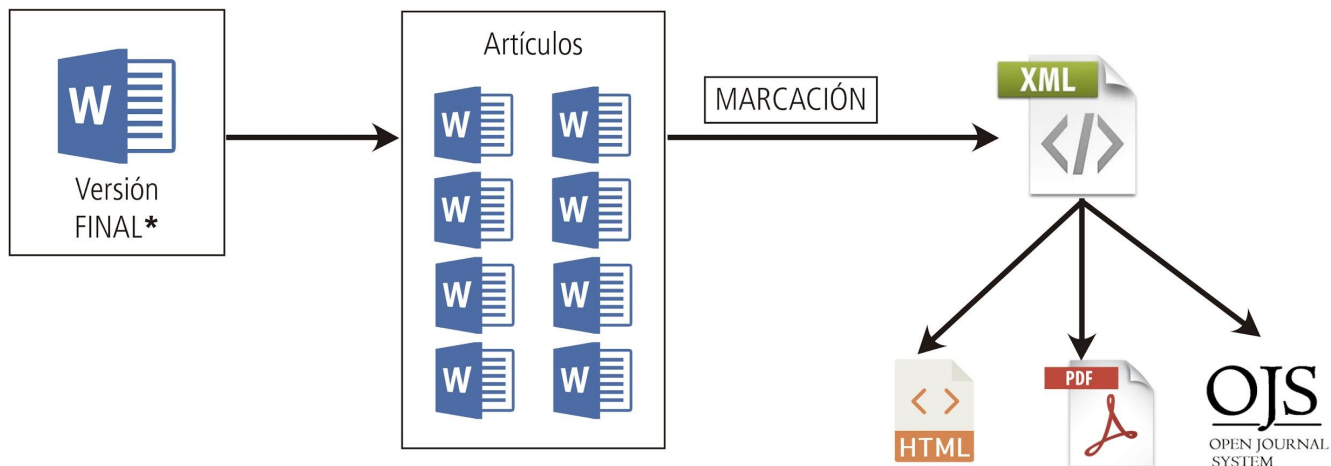 W
Versión
FINAL*
Artículos
W W
W W
W W
W W
MARCACIÓN
XML
</>
< >
HTML
PDF
OJS
OPEN JOURNAL
SYSTEM